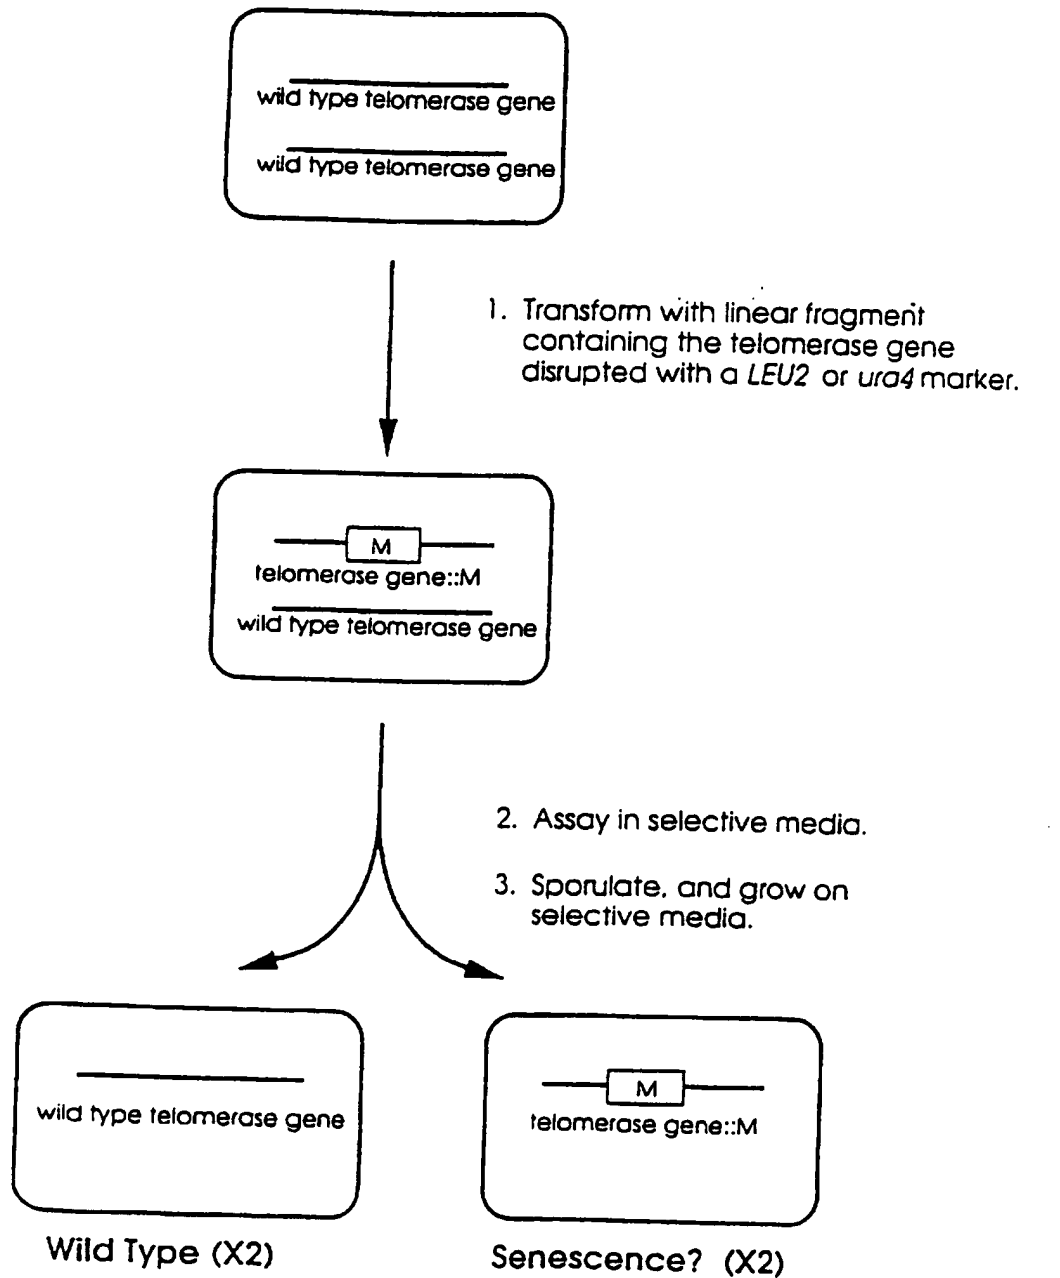 wild type telomerase gene
wild type telomerase gene
1. Transform with linear fragment
containing the telomerase gene
disrupted with a LEU2 or ura4 marker.
M
telomerase gene::M
wild type telomerase gene
2. Assay in selective media.
3. Sporulate, and grow on
selective media.
wild type telomerase gene
M
telomerase gene::M
Wild Type (X2)
Senescence? (X2)